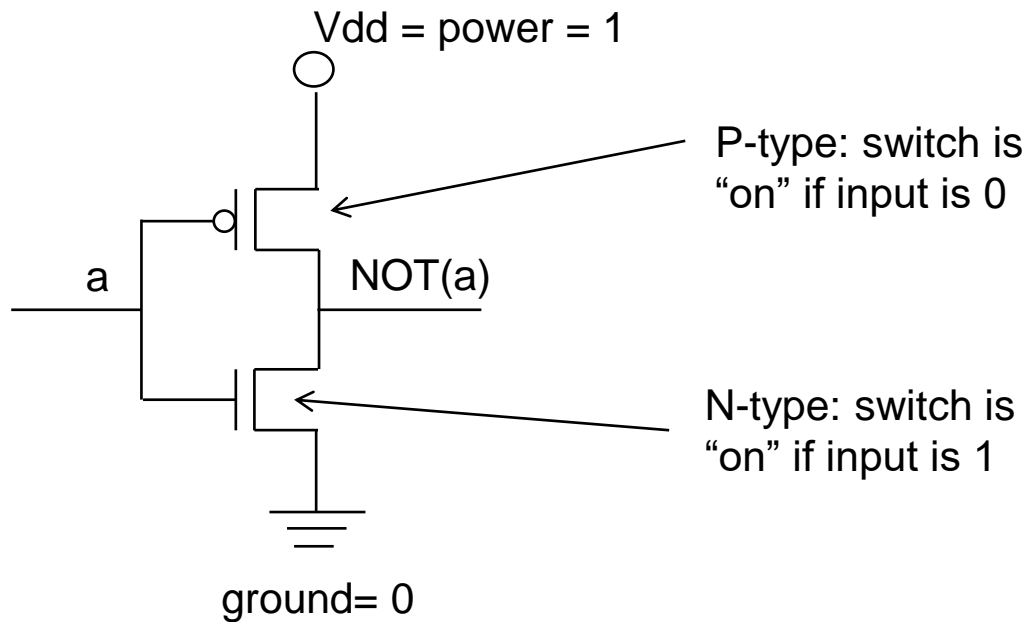 Vdd = power = 1
P-type: switch is
“on” if input is 0
a
NOT(a)
N-type: switch is
“on” if input is 1
ground= 0